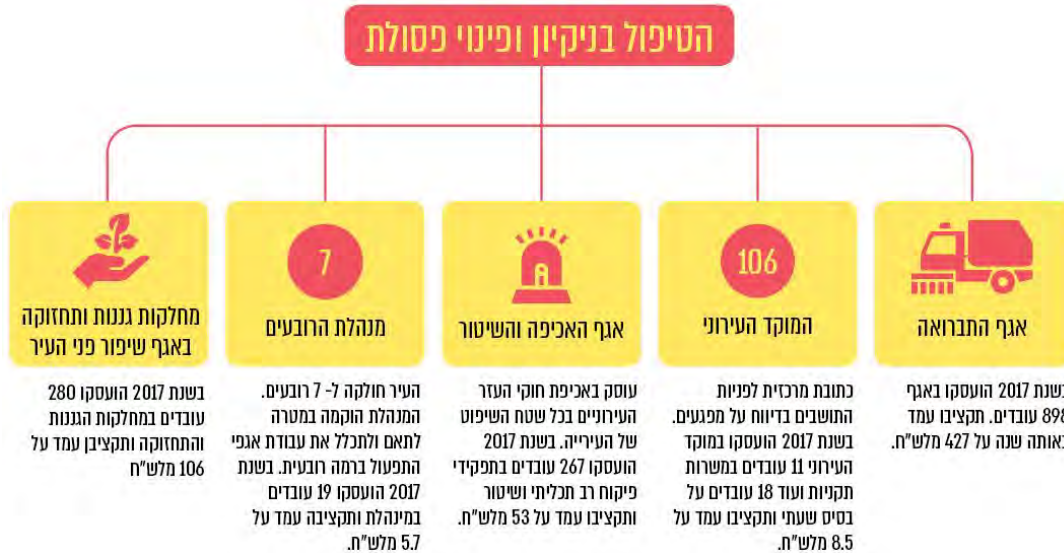 הטיפול בניקיון ופינוי פסולת
אגף התברואה
בשנת 2017 הועסקו באגף
898 עובדים. תקציבו עמד
באותה שנה על 427 מלש"ח.
106
המוקד העירוני
כתובת מרכזית לפניות
התושבים בדיווח על מפגעים.
בשנת 2017 הועסקו במוקד
העירוני 11 עובדים במשרות
תקניות ועוד 18 עובדים על
בסיס שעתי ותקציבו עמד על
8.5 מלש"ח.
אגף האכיפה והשיטור
עוסק באכיפת חוקי העזר
העירוניים בכל שטח השיפוט
של העירייה. בשנת 2017
הועסקו 267 עובדים בתפקידי
פיקוח רב תכליתי ושיטור
ותקציבו עמד על 53 מלש"ח.
7
מנהלת הרובעים
העיר חולקה ל- 7 רובעים.
המנהלת הוקמה במטרה
לתאם ולתכלל את עבודת אגפי
התפעול ברמה רובעית. בשנת
2017 הועסקו 19 עובדים
במינהלת ותקציבה עמד על
5.7 מלש"ח.
מחלקות גננות ותחזוקה
באגף שיפור פני העיר
בשנת 2017 הועסקו 280
עובדים במחלקות הגננות
והתחזוקה ותקציבן עמד על
106 מלש"ח